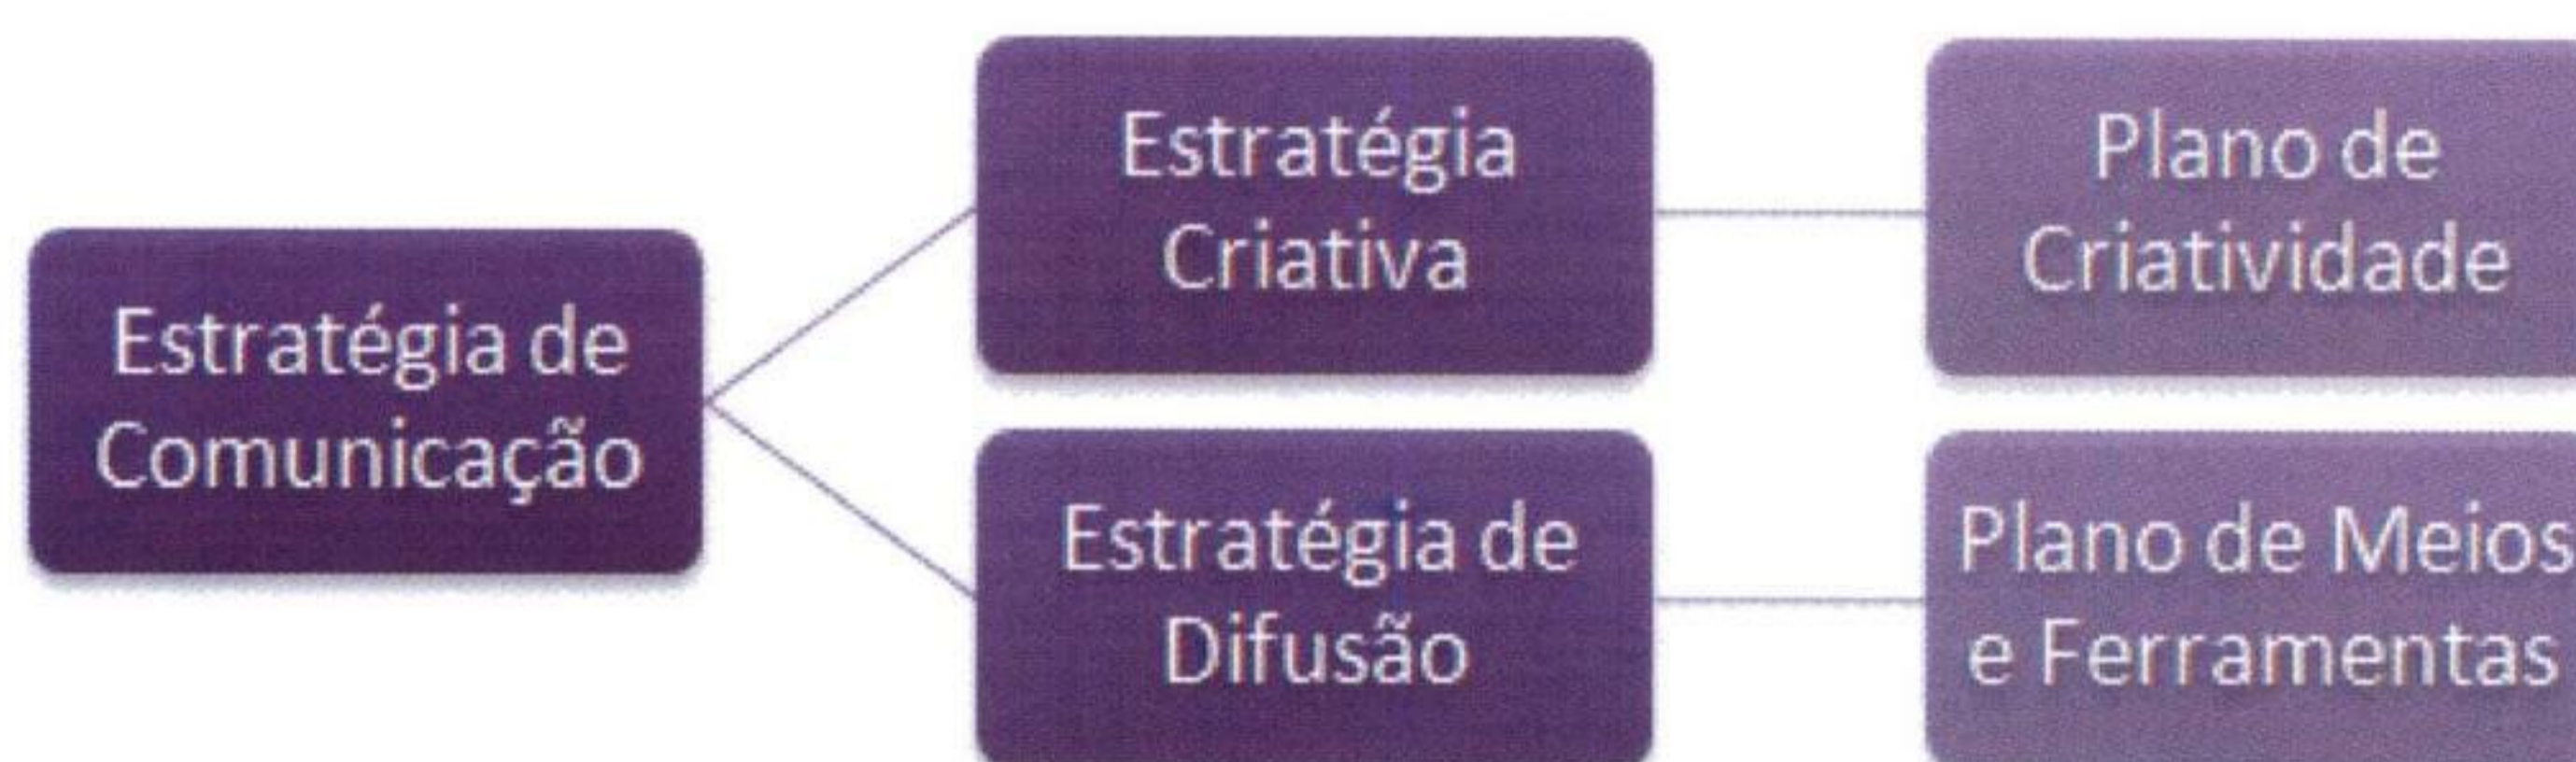 Estratégia de
Comunicação
Estratégia
Criativa
Estratégia de
Difusão
Plano de
Criatividade
Plano de Meios
e Ferramentas